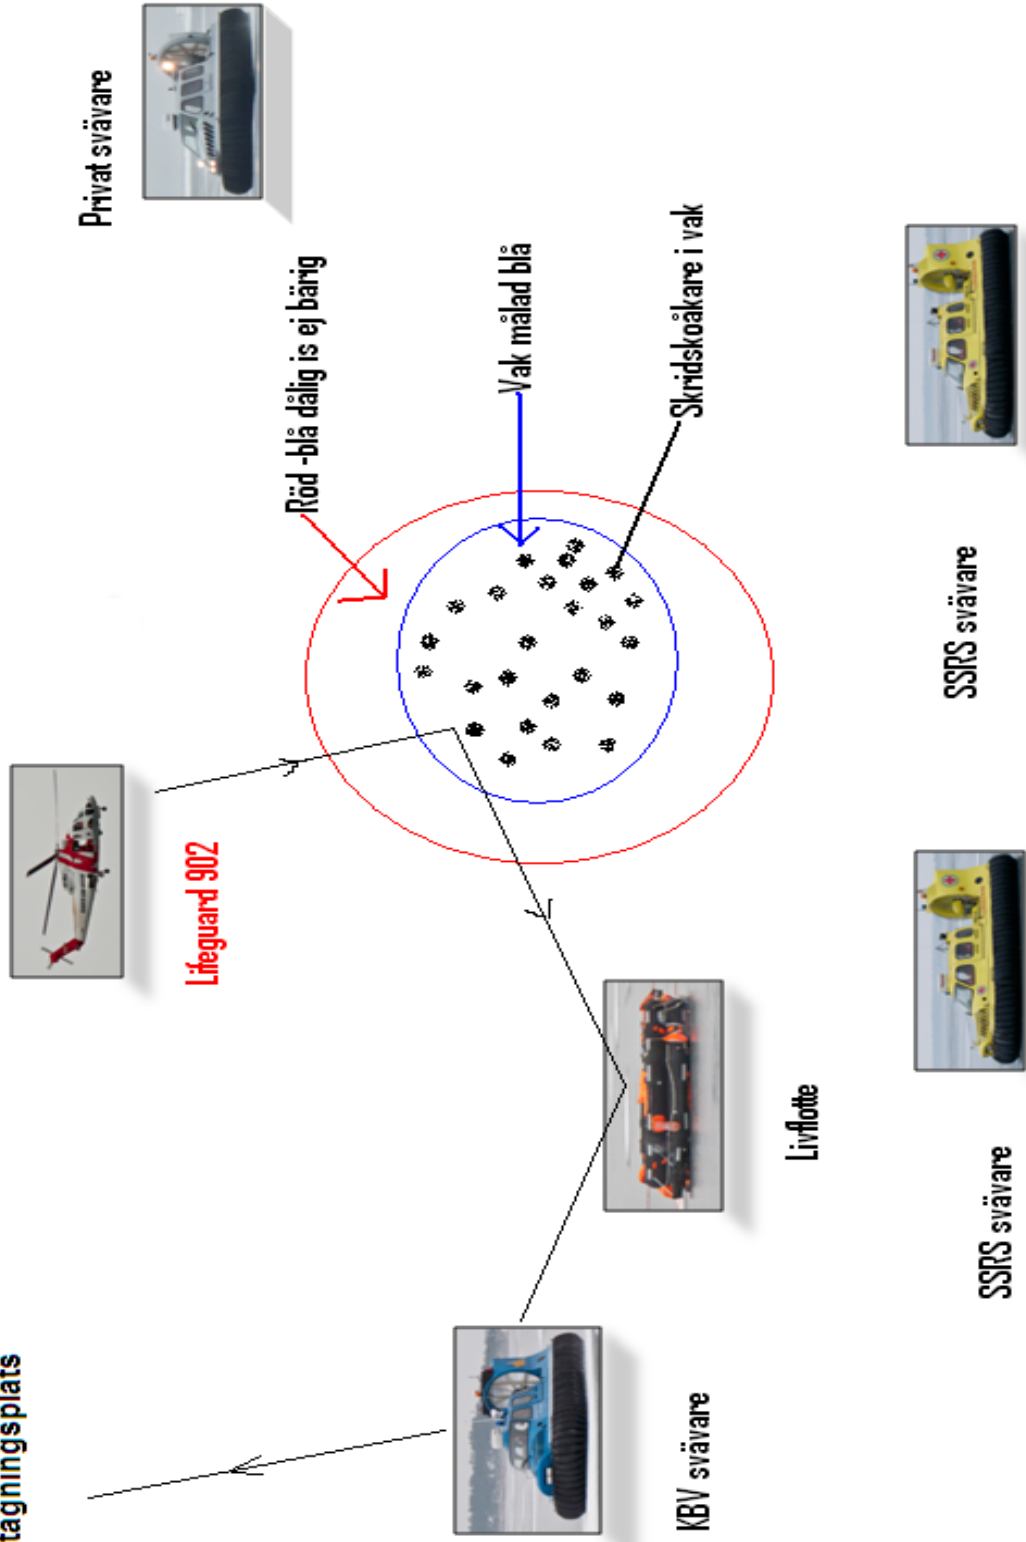 tagningsplats
Lifeguard 902
Privat svävare
Röd -blå dålig is ej bärig
Vak målad blå
Skridskoåkare i vak
KBV svävare
Livflotte
SSRS svävare
SSRS svävare